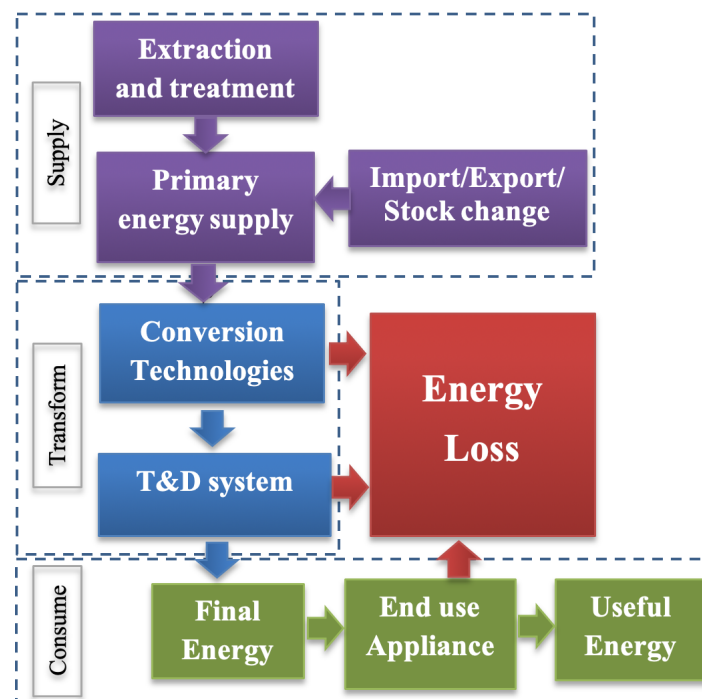 Supply
Extraction
and treatment
Primary
energy supply
Import/Export/
Stock change
Transform
Conversion
Technologies
T&D system
Energy
Loss
Consume
Final
Energy
End use
Appliance
Useful
Energy